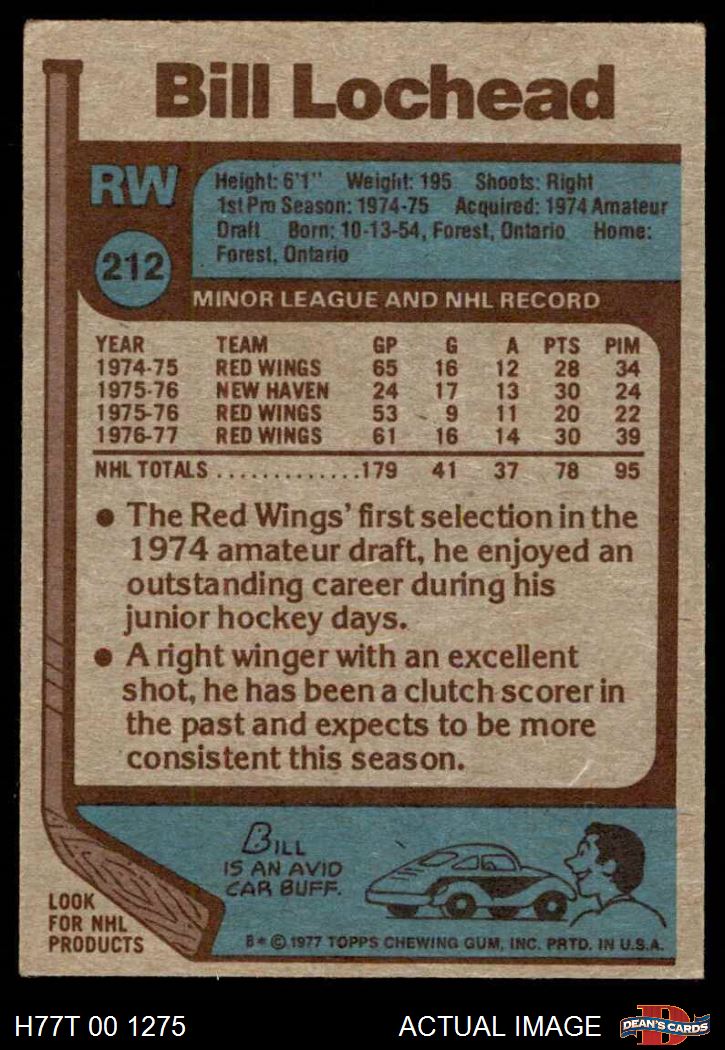 Bill Lochead
RW
212
Height: 6'1" Weight: 195 Shoots: Right
1st Pro Season: 1974-75 Acquired: 1974 Amateur
Draft Born: 10-13-54, Forest, Ontario Home:
Forest, Ontario
MINOR LEAGUE AND NHL RECORD
YEAR TEAM GP G A PTS PIM
1974-75 RED WINGS 65 16 12 28 34
1975-76 NEW HAVEN 24 17 13 30 24
1975-76 RED WINGS 53 9 11 20 22
1976-77 RED WINGS 61 16 14 30 39
NHL TOTALS .............179 41 37 78 95
● The Red Wings' first selection in the
1974 amateur draft, he enjoyed an
outstanding career during his
junior hockey days.
● A right winger with an excellent
shot, he has been a clutch scorer in
the past and expects to be more
consistent this season.
BILL
IS AN AVID
CAR BUFF.
LOOK
FOR NHL
PRODUCTS
B * © 1977 TOPPS CHEWING GUM, INC. PRTD. IN U.S.A.
H77T 00 1275 ACTUAL IMAGE
D
DEAN'S CARDS